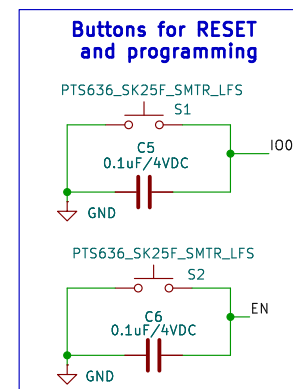 Buttons for RESET
and programming
PTS636_SK25F_SMTR_LFS
S1
IO0
C5
0.1uF/4VDC
GND
PTS636_SK25F_SMTR_LFS
S2
EN
C6
0.1uF/4VDC
GND